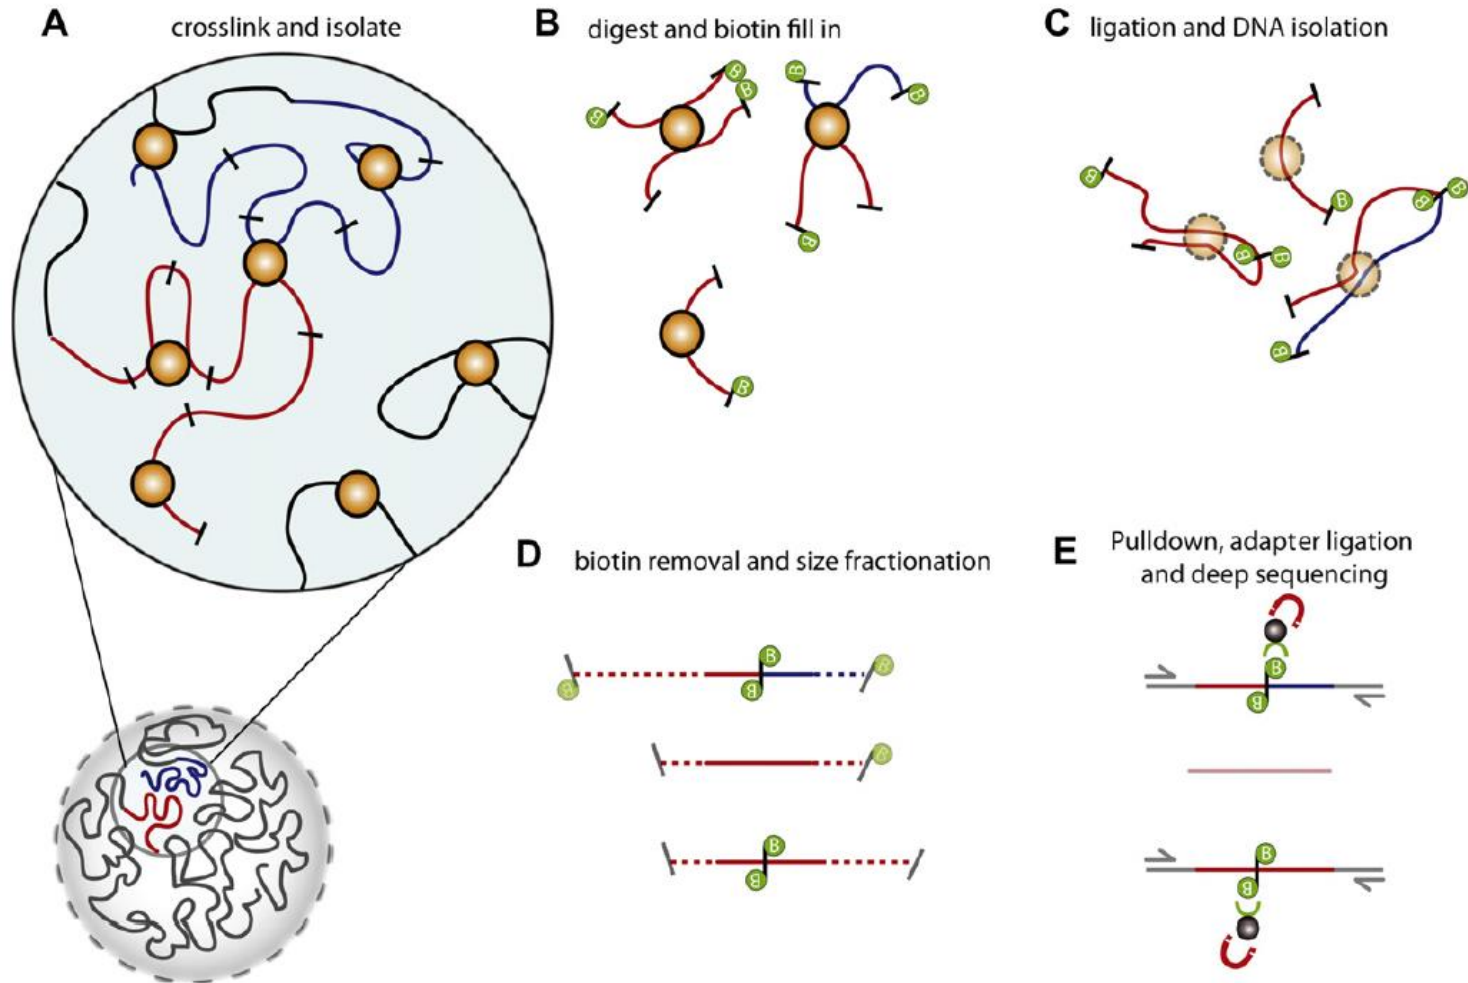 A crosslink and isolate
B digest and biotin fill in
C ligation and DNA isolation
B
B
B
B
B
B
B
B
B
B
B
B
B
B
D biotin removal and size fractionation
E Pulldown, adapter ligation
and deep sequencing
B
B
B
B
B
B
B
B
B
B
B